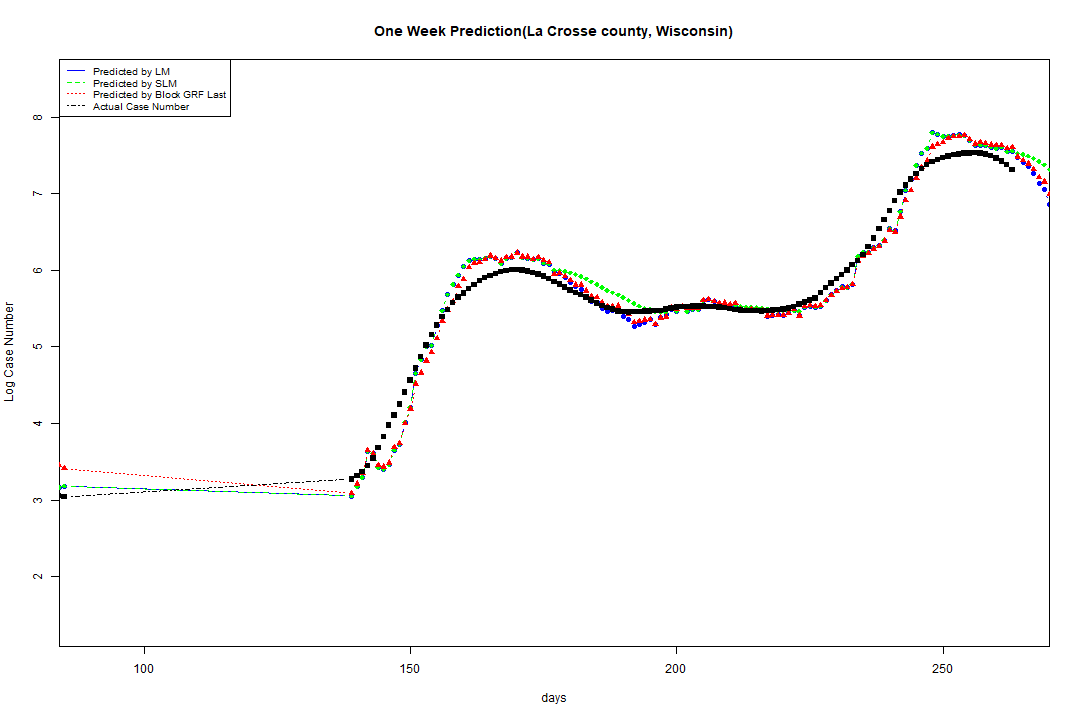 One Week Prediction(La Crosse county, Wisconsin)
Predicted by LM
Predicted by SLM
Predicted by Block GRF Last
Actual Case Number
8
7
6
5
4
3
2
Log Case Number
100 150 200 250
days